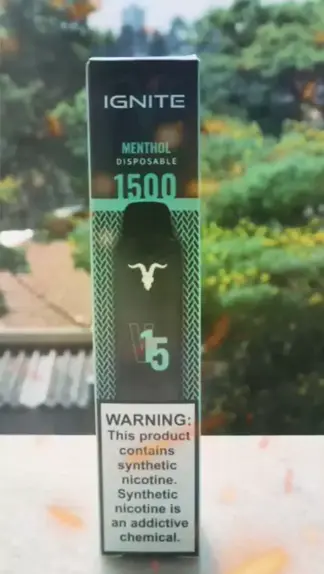 IGNITE
MENTHOL
DISPOSABLE
1500
V15
WARNING:
This product
contains
synthetic
nicotine.
Synthetic
nicotine is
an addictive
chemical.